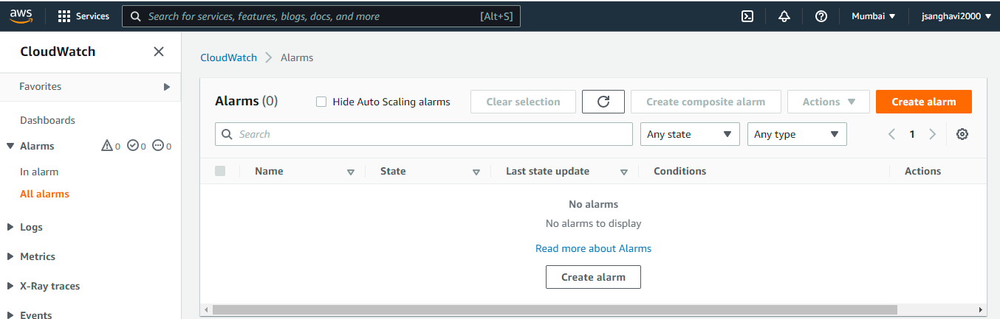 aws Services Search for services, features, blogs, docs, and more [Alt+S] Mumbai jsanghavi2000
CloudWatch
Favorites
Dashboards
Alarms 0 0 0
In alarm
All alarms
Logs
Metrics
X-Ray traces
Events
CloudWatch Alarms
Alarms (0) Hide Auto Scaling alarms Clear selection Create composite alarm Actions Create alarm
Search Any state Any type 1
Name State Last state update Conditions Actions
No alarms
No alarms to display
Read more about Alarms
Create alarm